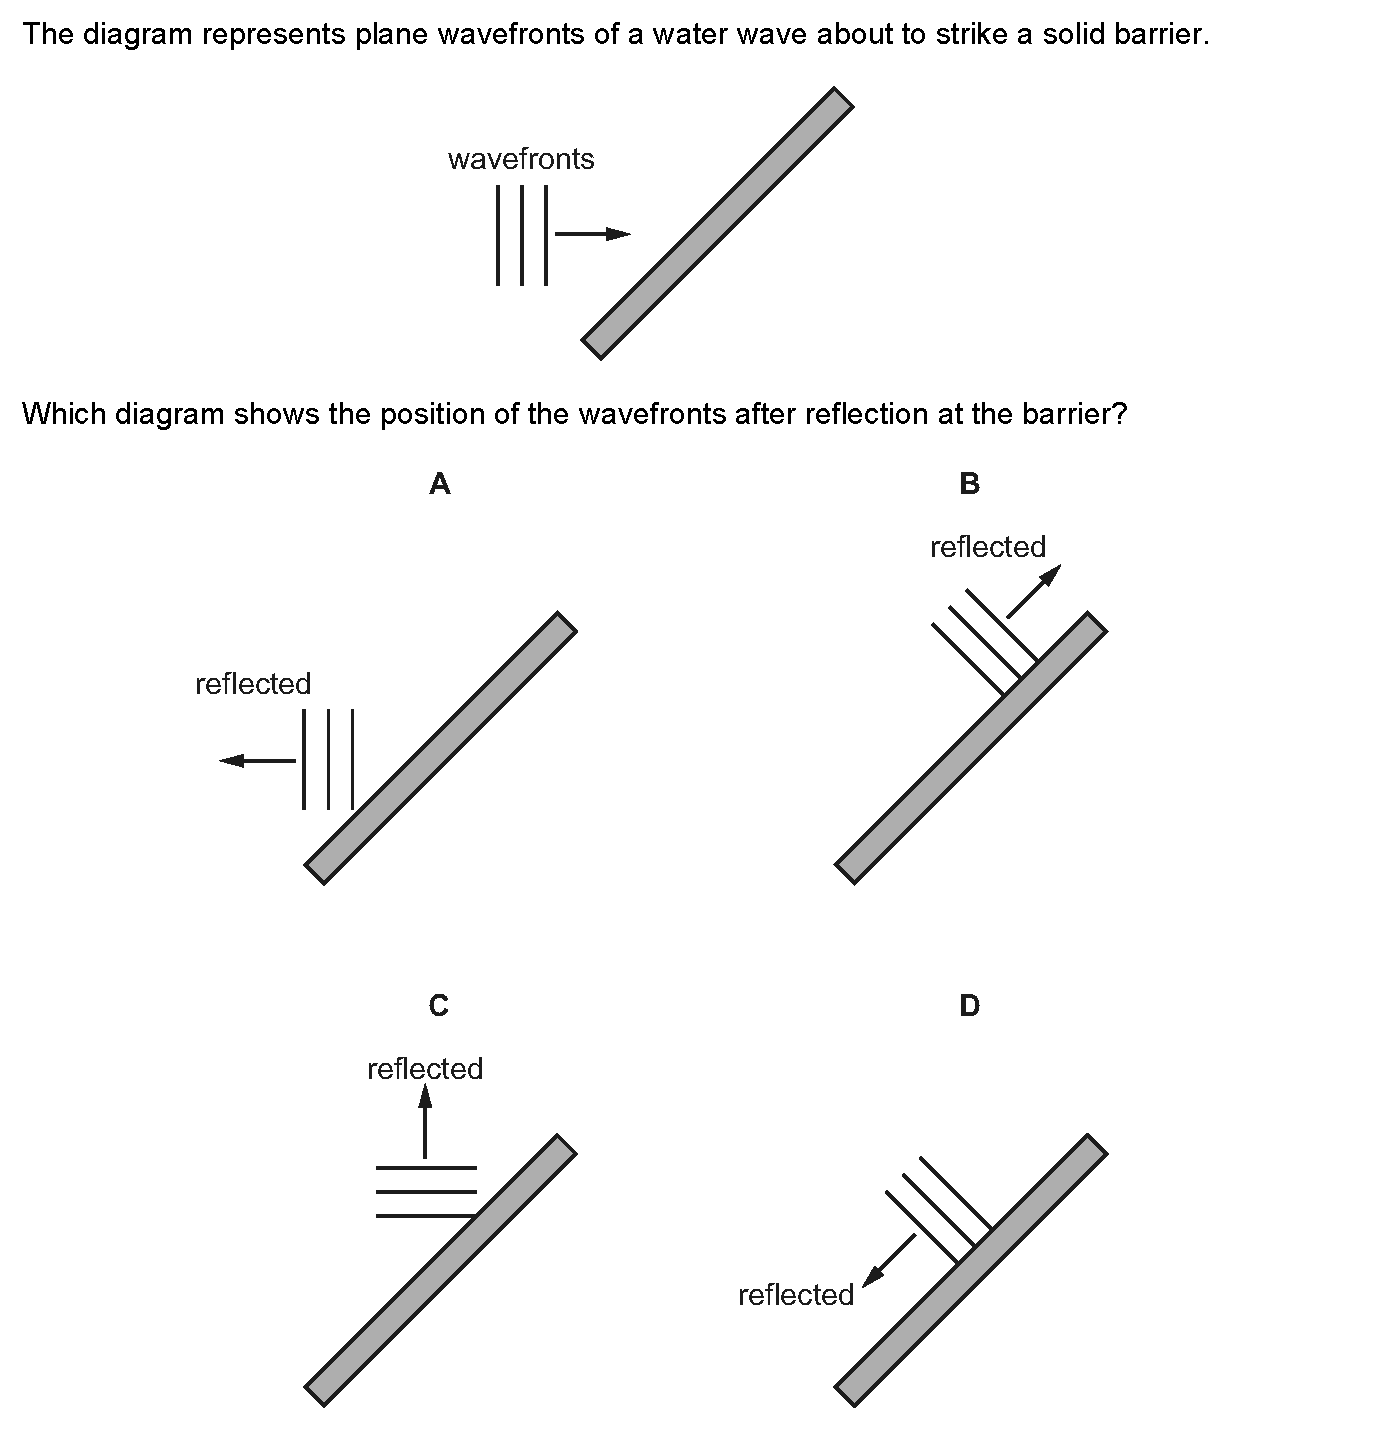 The diagram represents plane wavefronts of a water wave about to strike a solid barrier.
wavefronts
Which diagram shows the position of the wavefronts after reflection at the barrier?
A
B
reflected
reflected
C
D
reflected
reflected